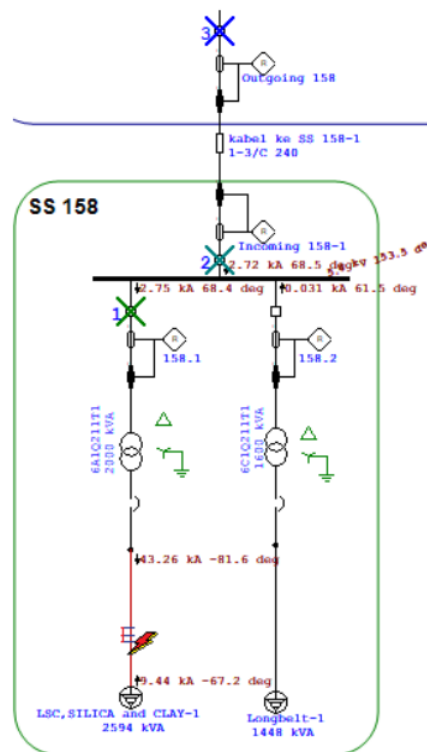 3
R
Outgoing 158
kabel ke SS 158-1
1-3/C 240
SS 158
R
Incoming 158-1
2
2.72 kA 68.5 deg
153.5 de
2.75 kA 68.4 deg
0.031 kA 61.5 deg
1
R
R
158.1
158.2
6A1Q211T1
2000 kVA
6C1Q211T1
1600 kVA
43.26 kA -81.6 deg
9.44 kA -67.2 deg
LSC,SILICA and CLAY-1
2594 kVA
Longbelt-1
1448 kVA